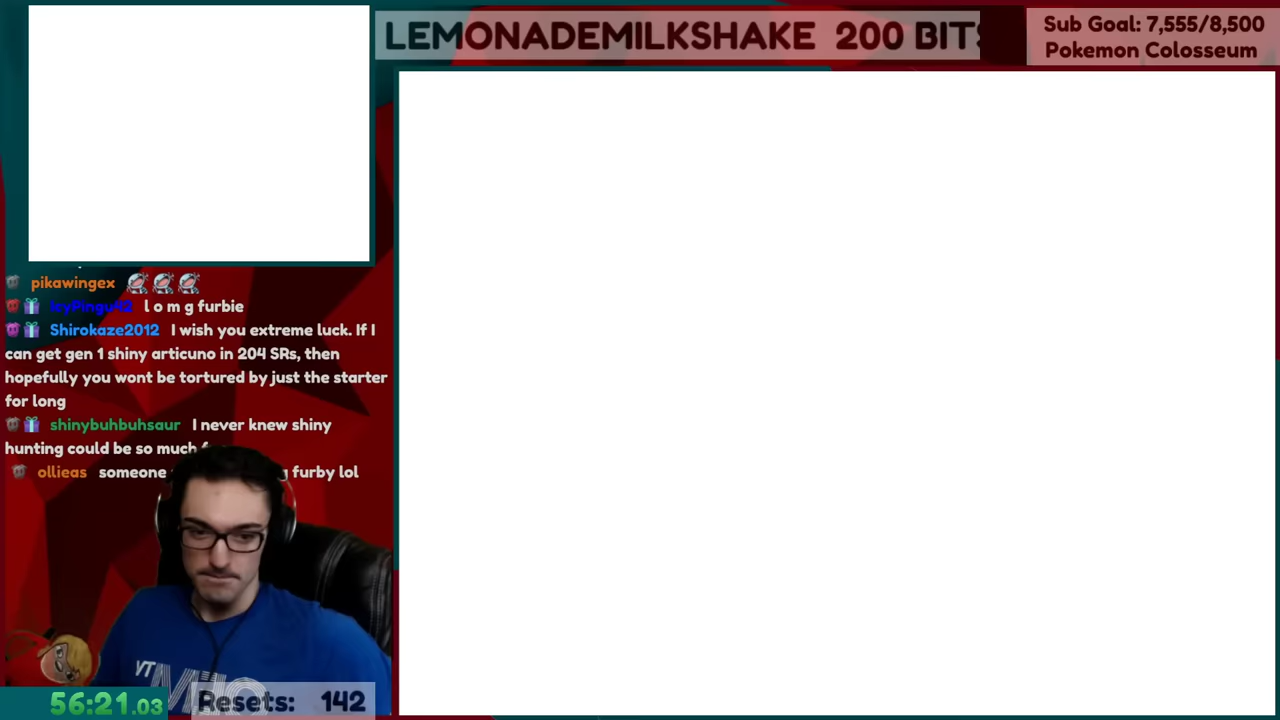 LEMONADEMILKSHAKE 200 BITS
Sub Goal: 7,555/8,500
Pokemon Colosseum
pikawingex
IcyPingu42 l o m g furbie
Shirokaze2012 I wish you extreme luck. If I
can get gen 1 shiny articuno in 204 SRs, then
hopefully you wont be tortured by just the starter
for long
shinybuhbuhsaur I never knew shiny
hunting could be so much
ollieas someone furby lol
YT
56:21.03
Resets: 142